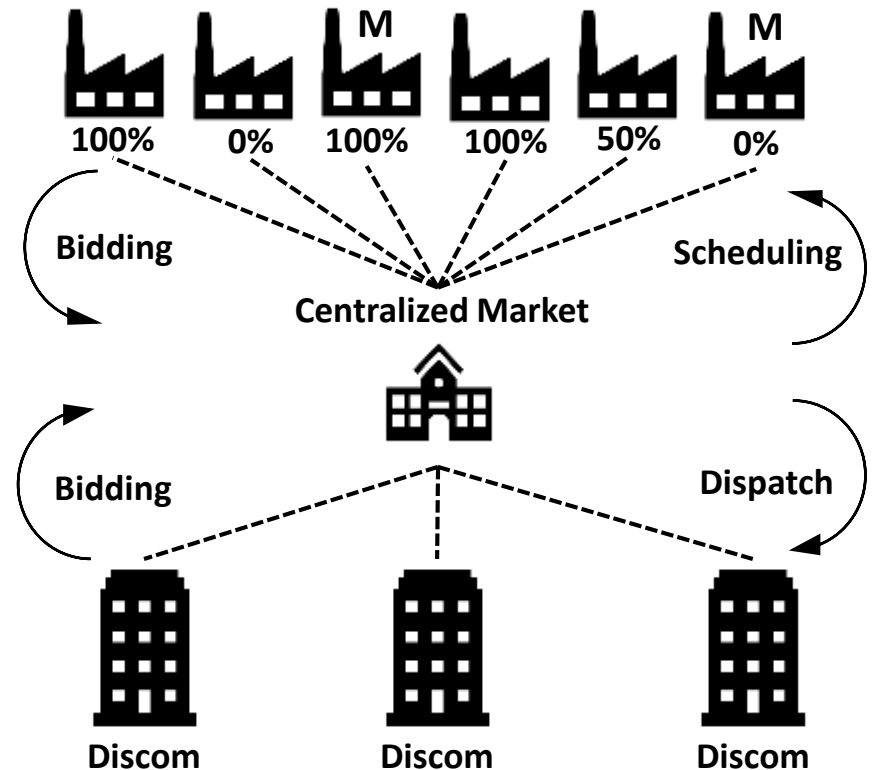 M
M
100%
0%
100%
100%
50%
0%
Bidding
Scheduling
Centralized Market
Bidding
Dispatch
Discom
Discom
Discom